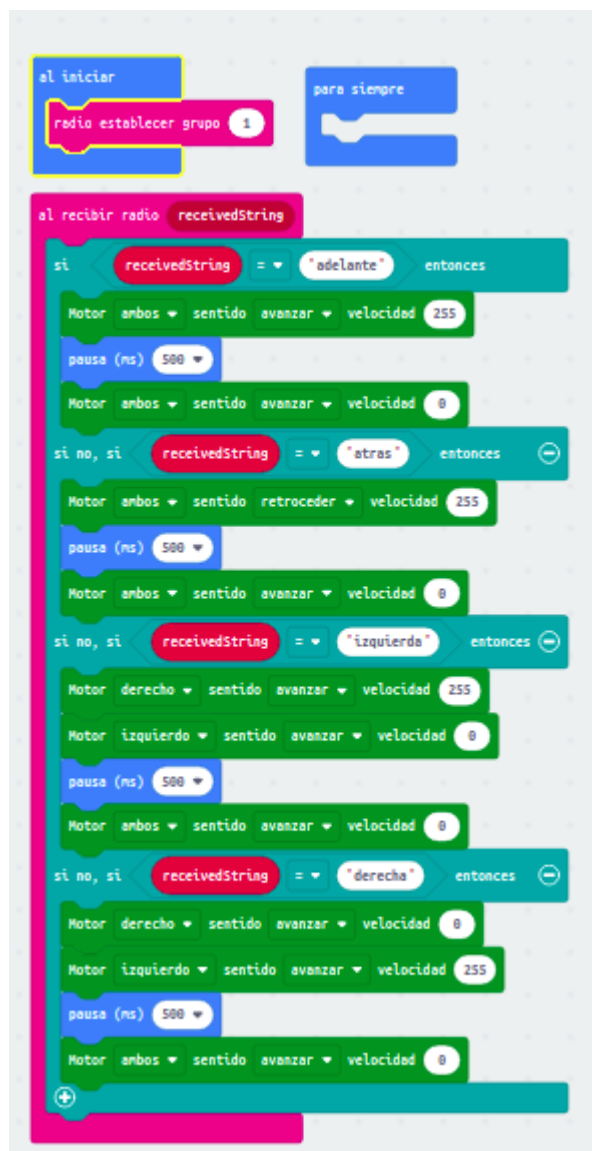 al iniciar
radio establecer grupo 1
para siempre
al recibir radio receivedString
si receivedString = "adelante" entonces
Motor ambos sentido avanzar velocidad 255
pausa (ms) 500
Motor ambos sentido avanzar velocidad 0
si no, si receivedString = "atras" entonces
Motor ambos sentido retroceder velocidad 255
pausa (ms) 500
Motor ambos sentido avanzar velocidad 0
si no, si receivedString = "izquierda" entonces
Motor derecho sentido avanzar velocidad 255
Motor izquierdo sentido avanzar velocidad 0
pausa (ms) 500
Motor ambos sentido avanzar velocidad 0
si no, si receivedString = "derecha" entonces
Motor derecho sentido avanzar velocidad 0
Motor izquierdo sentido avanzar velocidad 255
pausa (ms) 500
Motor ambos sentido avanzar velocidad 0